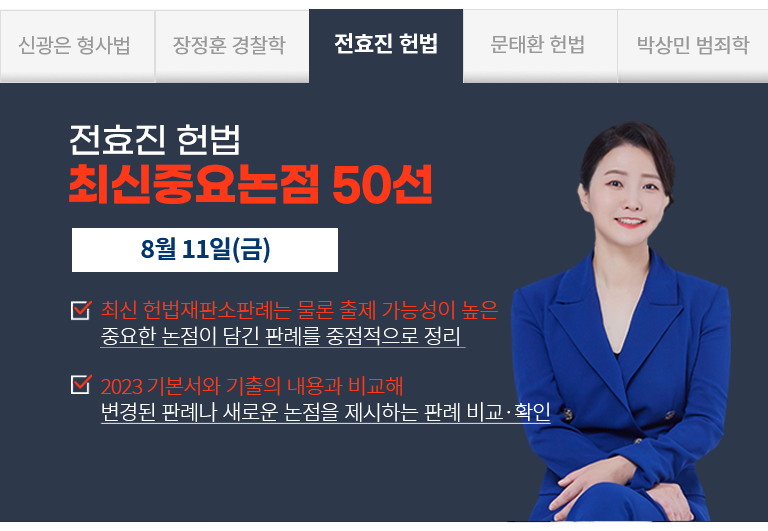 신광은 형사법
장정훈 경찰학
전효진 헌법
문태환 헌법
박상민 범죄학
전효진 헌법
최신중요논점 50선
8월 11일(금)
최신 헌법재판소판례는 물론 출제 가능성이 높은
중요한 논점이 담긴 판례를 중점적으로 정리
2023 기본서와 기출의 내용과 비교해
변경된 판례나 새로운 논점을 제시하는 판례 비교·확인